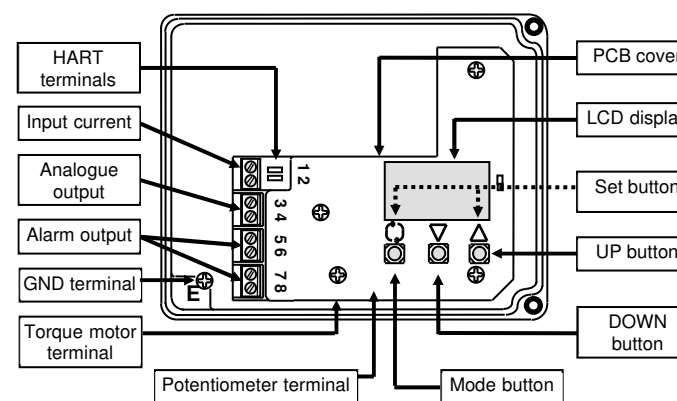 HART
terminals
Input current
Analogue
output
Alarm output
GND terminal
Torque motor
terminal
Potentiometer terminal
Mode button
PCB cover
LCD displa
Set button
UP button
DOWN
button
1 2
3 4
5 6
7 8
E